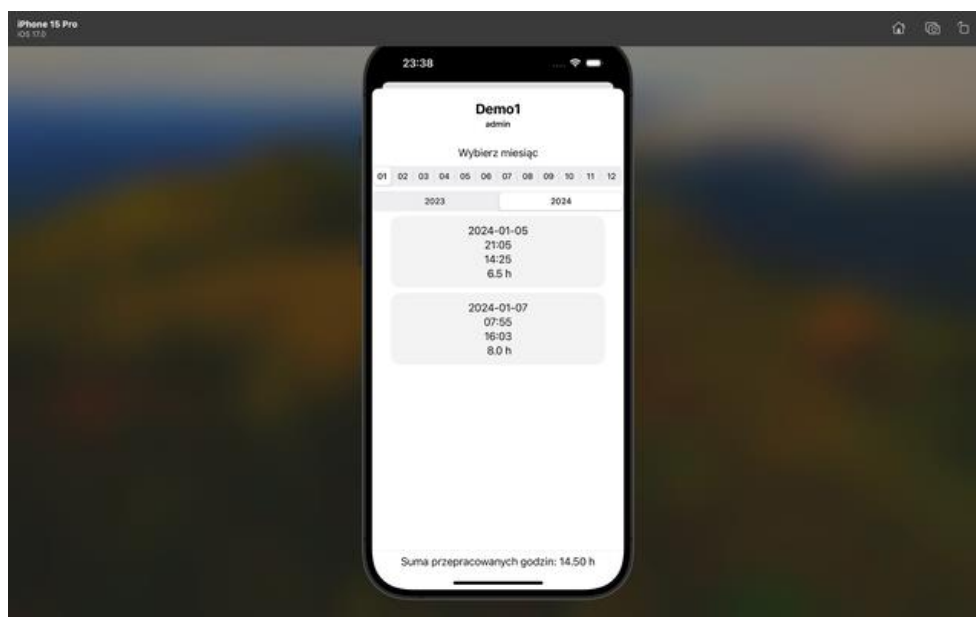 iPhone 15 Pro
iOS 17.0
23:38
Demo1
admin
Wybierz miesiąc
01 02 03 04 05 06 07 08 09 10 11 12
2023 2024
2024-01-05
21:05
14:25
6.5 h
2024-01-07
07:55
16:03
8.0 h
Suma przepracowanych godzin: 14.50 h